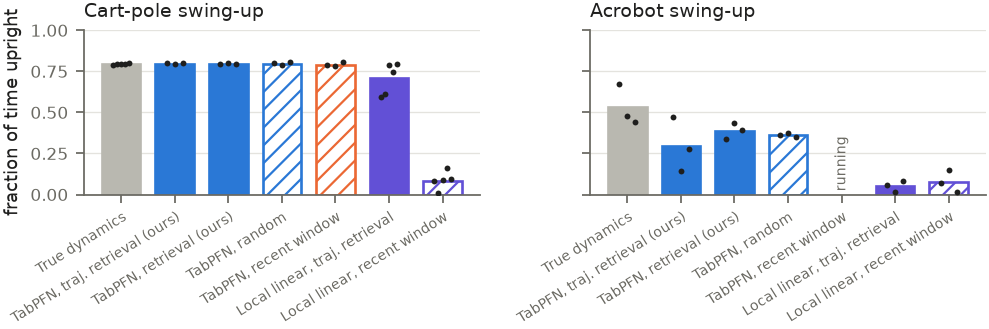 Cart-pole swing-up
fraction of time upright
1.00
0.75
0.50
0.25
0.00
True dynamics
TabPFN, traj. retrieval (ours)
TabPFN, retrieval (ours)
TabPFN, random
TabPFN, recent window
Local linear, traj. retrieval
Local linear, recent window
Acrobot swing-up
running
True dynamics
TabPFN, traj. retrieval (ours)
TabPFN, retrieval (ours)
TabPFN, random
TabPFN, recent window
Local linear, traj. retrieval
Local linear, recent window